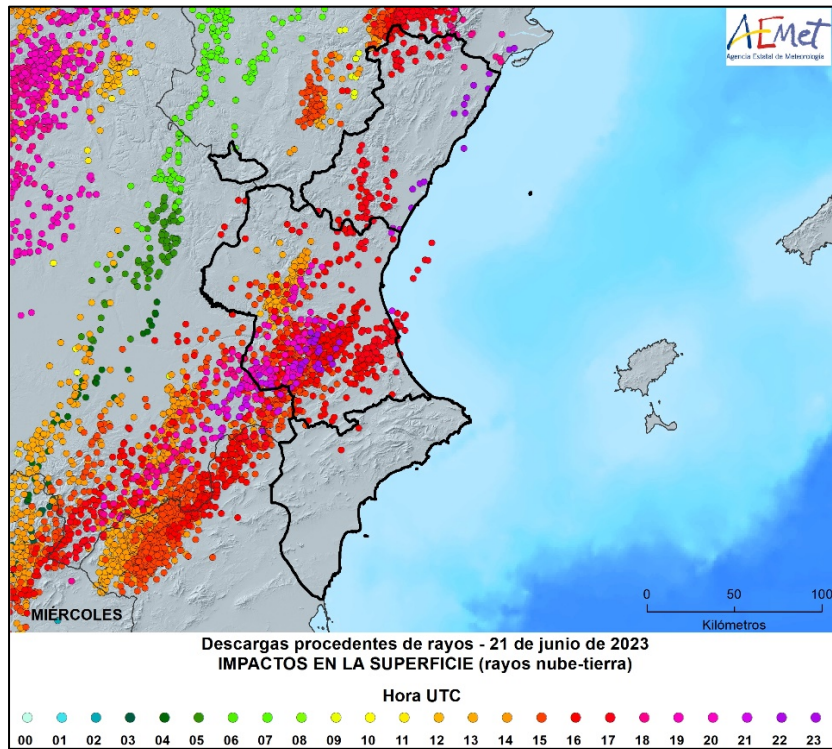 AEMet
Agencia Estatal de Meteorología
0 50 100
Kilómetros
MIÉRCOLES
Descargas procedentes de rayos - 21 de junio de 2023
IMPACTOS EN LA SUPERFICIE (rayos nube-tierra)
Hora UTC
00 01 02 03 04 05 06 07 08 09 10 11 12 13 14 15 16 17 18 19 20 21 22 23